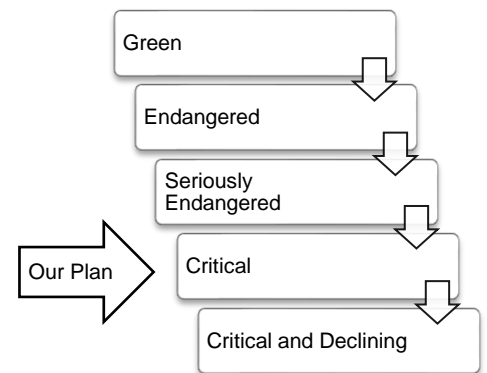 Green
Endangered
Seriously
Endangered
Our Plan
Critical
Critical and Declining